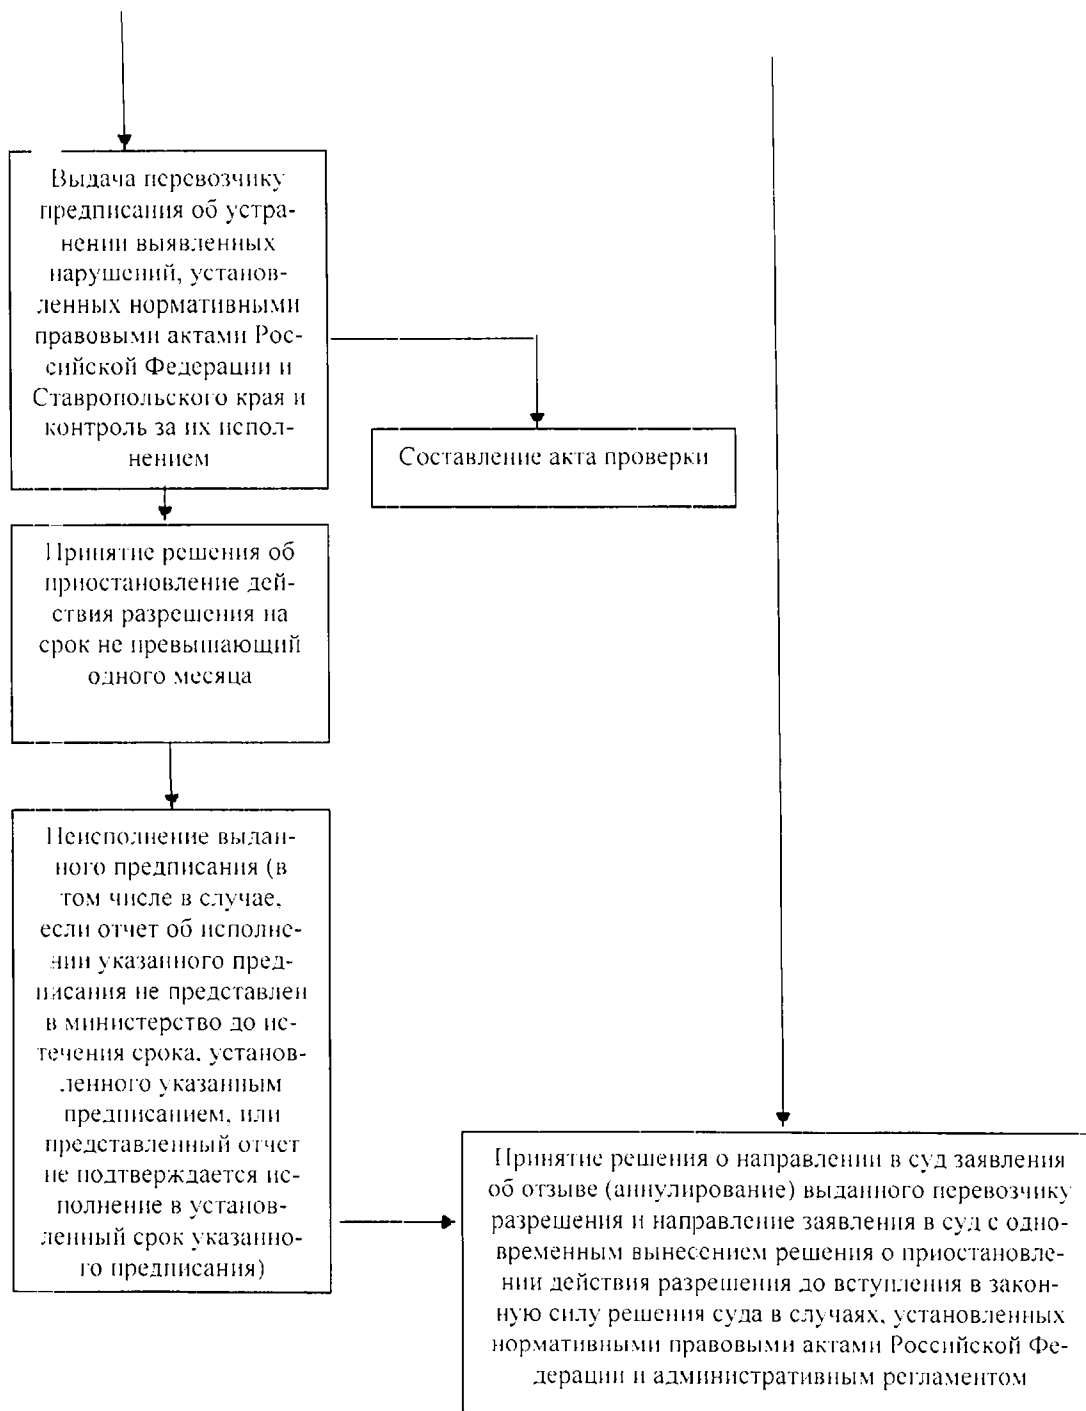 Выдача перевозчику
предписания об устра-
нении выявленных
нарушений, установ-
ленных нормативными
правовыми актами Рос-
сийской Федерации и
Ставропольского края и
контроль за их испол-
нением
Составление акта проверки
Принятие решения об
приостановление дей-
ствия разрешения на
срок не превышающий
одного месяца
Неисполнение выдан-
ного предписания (в
том числе в случае,
если отчет об исполне-
нии указанного пред-
писания не представлен
в министерство до ис-
течения срока, установ-
ленного указанным
предписанием, или
представленный отчет
не подтверждается ис-
полнение в установ-
ленный срок указанно-
го предписания)
Принятие решения о направлении в суд заявления
об отзыве (аннулирование) выданного перевозчику
разрешения и направление заявления в суд с одно-
временным вынесением решения о приостановле-
нии действия разрешения до вступления в закон-
ную силу решения суда в случаях, установленных
нормативными правовыми актами Российской Фе-
дерации и административным регламентом